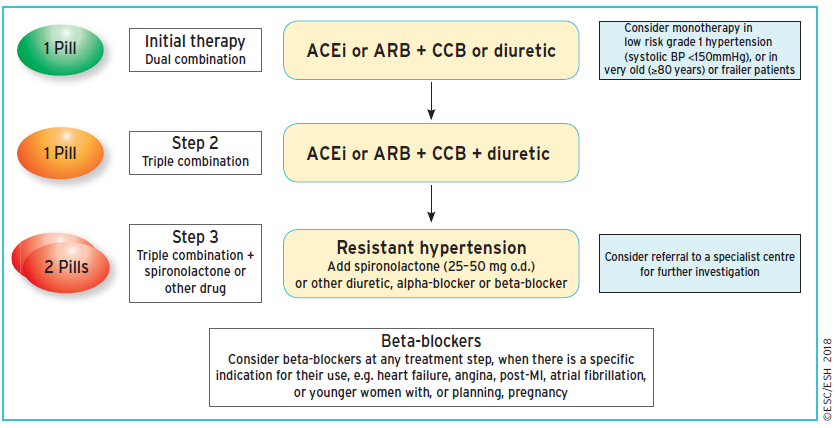 1 Pill
Initial therapy
Dual combination
ACEi or ARB + CCB or diuretic
Consider monotherapy in
low risk grade 1 hypertension
(systolic BP <150mmHg), or in
very old (≥80 years) or frailer patients
1 Pill
Step 2
Triple combination
ACEi or ARB + CCB + diuretic
2 Pills
Step 3
Triple combination +
spironolactone or
other drug
Resistant hypertension
Add spironolactone (25-50 mg o.d.)
or other diuretic, alpha-blocker or beta-blocker
Consider referral to a specialist centre
for further investigation
Beta-blockers
Consider beta-blockers at any treatment step, when there is a specific
indication for their use, e.g. heart failure, angina, post-MI, atrial fibrillation,
or younger women with, or planning, pregnancy
©ESC/ESH 2018